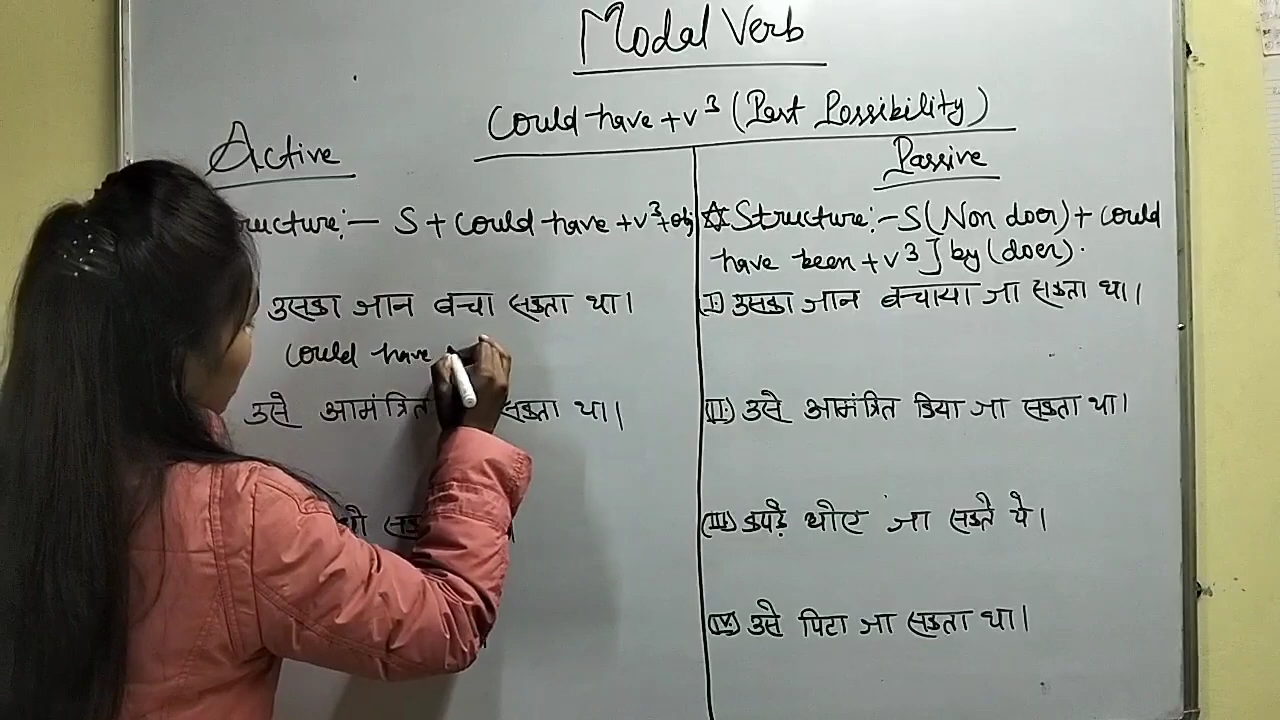 Modal Verb
Could have + v³ (Past Possibility)
Active
ructure:- S + Could have + v³ + obj
उसका जान बचा सकता था।
Could have
उसे आमंत्रित सकता था।
Passive
☆ Structure:- S (Non doer) + Could
have been + v³] by (doer).
(I) उसका जान बचाया जा सकता था।
(II) उसे आमंत्रित किया जा सकता था।
(III) कपड़े धोए जा सकते थे।
(IV) उसे पिटा जा सकता था।